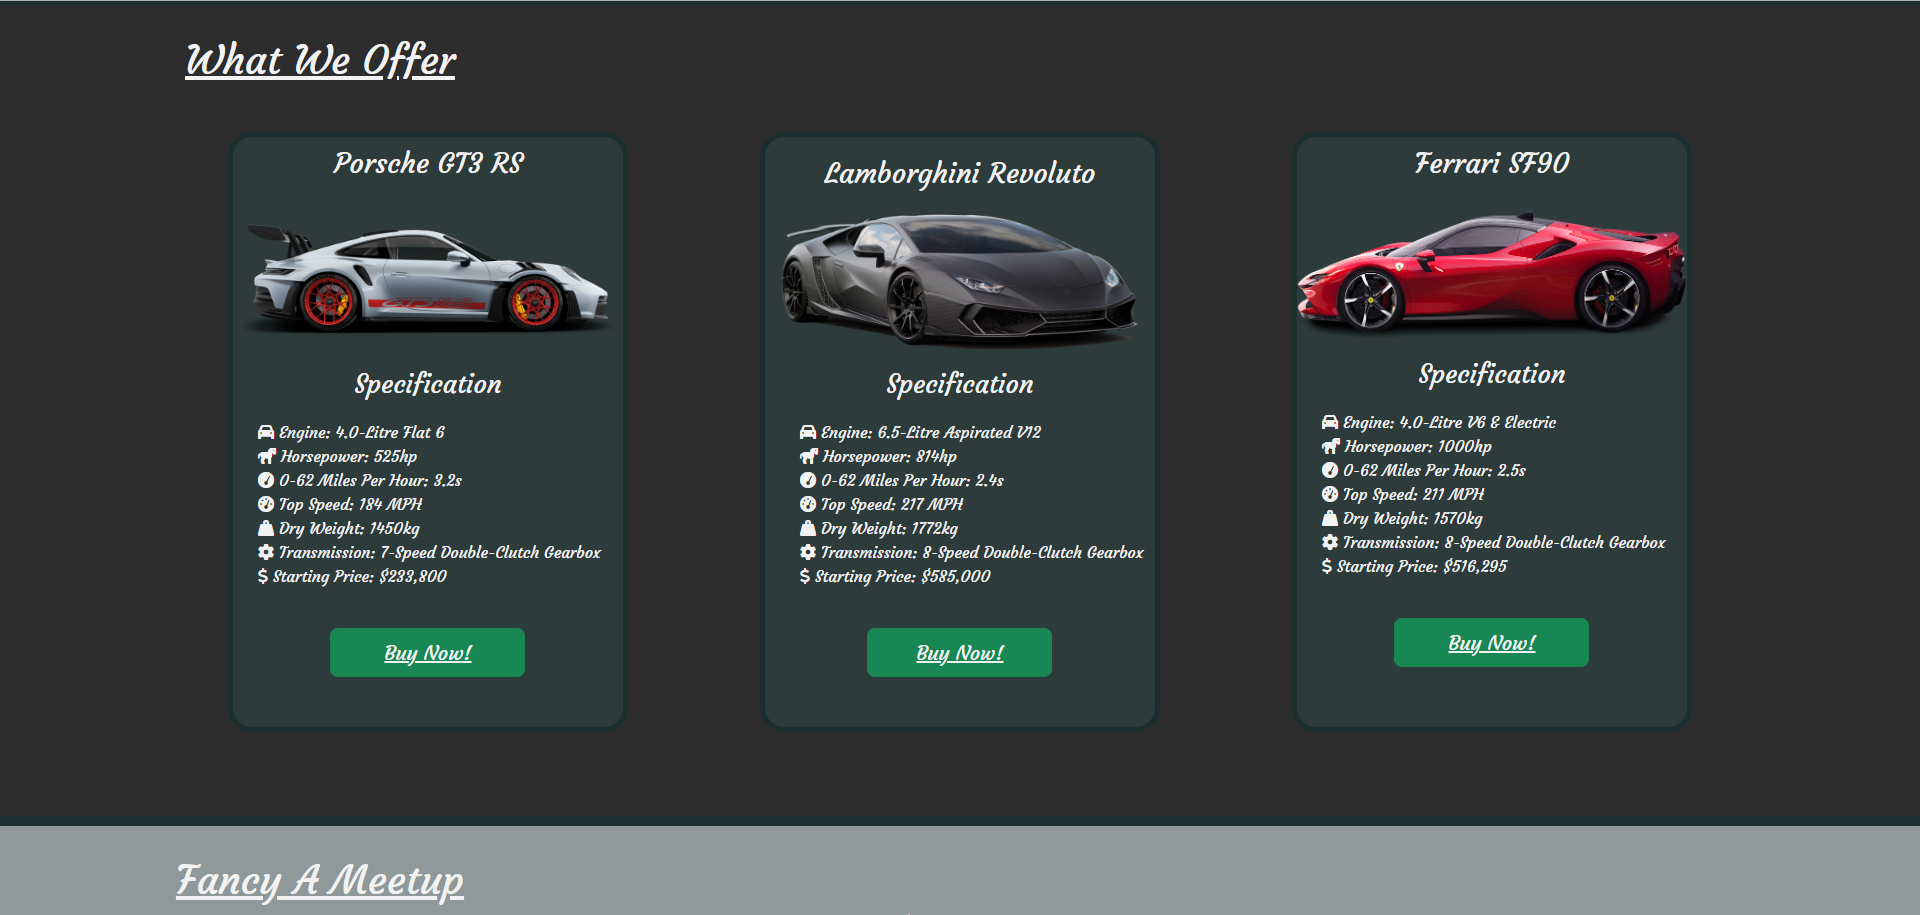 What We Offer
Porsche GT3 RS
Specification
Engine: 4.0-Litre Flat 6
Horsepower: 525hp
0-62 Miles Per Hour: 3.2s
Top Speed: 184 MPH
Dry Weight: 1450kg
Transmission: 7-Speed Double-Clutch Gearbox
$ Starting Price: $233,800
Buy Now!
Lamborghini Revoluto
Specification
Engine: 6.5-Litre Aspirated V12
Horsepower: 814hp
0-62 Miles Per Hour: 2.4s
Top Speed: 217 MPH
Dry Weight: 1772kg
Transmission: 8-Speed Double-Clutch Gearbox
$ Starting Price: $585,000
Buy Now!
Ferrari SF90
Specification
Engine: 4.0-Litre V6 & Electric
Horsepower: 1000hp
0-62 Miles Per Hour: 2.5s
Top Speed: 211 MPH
Dry Weight: 1570kg
Transmission: 8-Speed Double-Clutch Gearbox
$ Starting Price: $516,295
Buy Now!
Fancy A Meetup